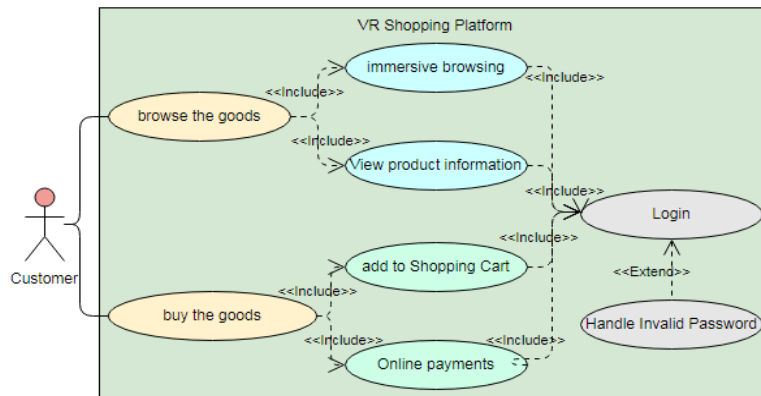 VR Shopping Platform
immersive browsing
<<Include>>
<<Include>>
browse the goods
<<Include>>
View product information
<<Include>>
<<Include>>
Login
Customer
<<Include>>
add to Shopping Cart
<<Extend>>
<<Include>>
buy the goods
Handle Invalid Password
<<Include>>
<<Include>>
Online payments